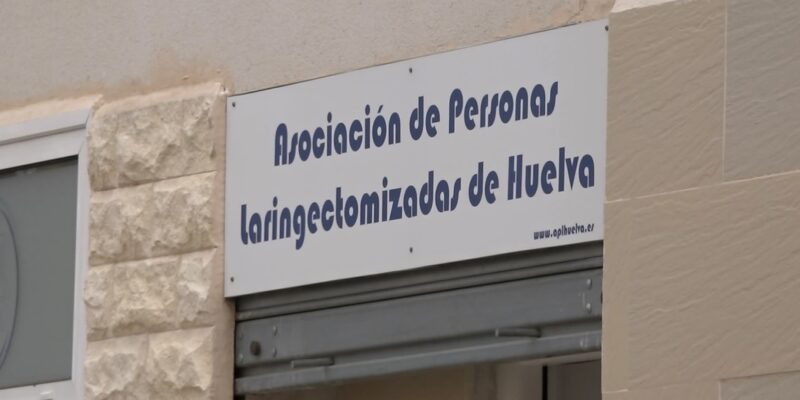 Asociación de Personas
Laringectomizadas de Huelva
www.aplhuelva.es